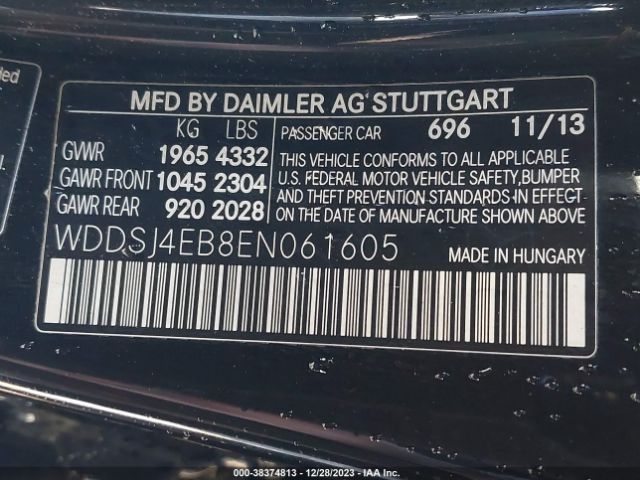 ded
L
MFD BY DAIMLER AG STUTTGART
KG LBS
GVWR 1965 4332
GAWR FRONT 1045 2304
GAWR REAR 920 2028
PASSENGER CAR 696 11/13
THIS VEHICLE CONFORMS TO ALL APPLICABLE
U.S. FEDERAL MOTOR VEHICLE SAFETY,BUMPER
AND THEFT PREVENTION STANDARDS IN EFFECT
ON THE DATE OF MANUFACTURE SHOWN ABOVE
WDDSJ4EB8EN061605
MADE IN HUNGARY
000-38374813 - 12/28/2023 - IAA Inc.